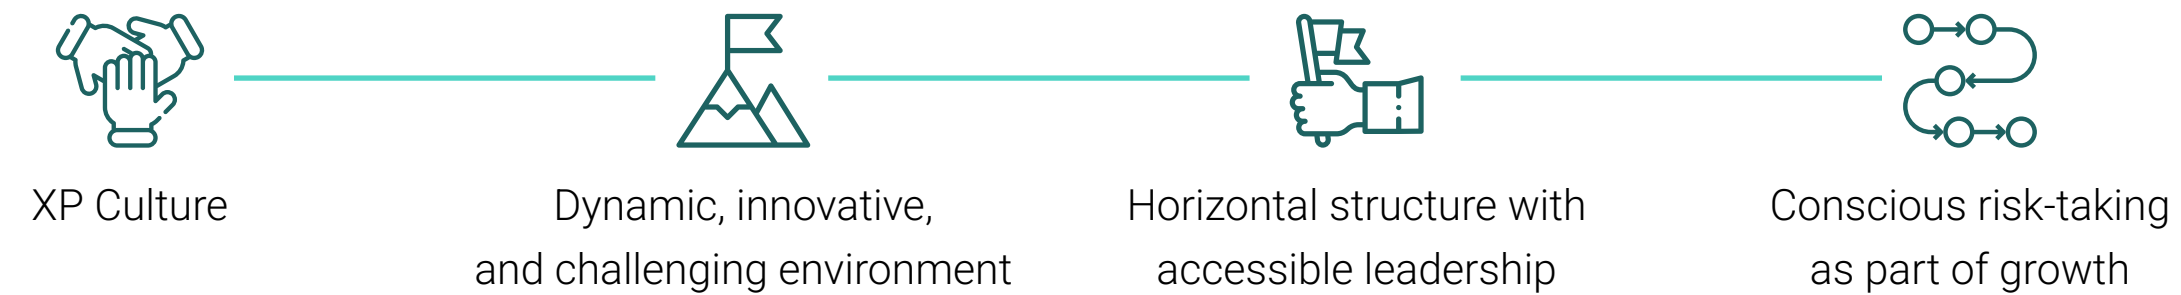 XP Culture
Dynamic, innovative,
and challenging environment
Horizontal structure with
accessible leadership
Conscious risk-taking
as part of growth